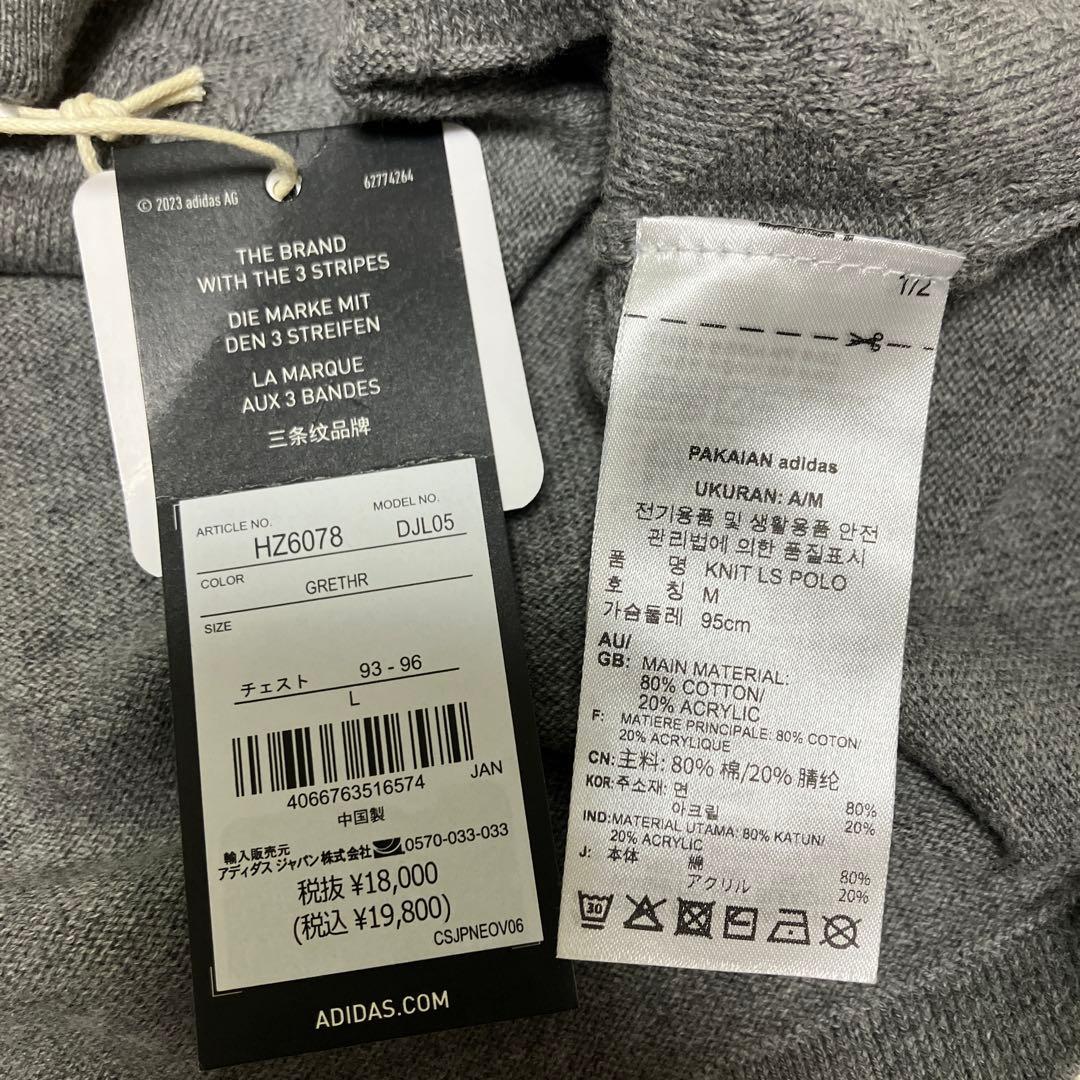 © 2023 adidas AG
62774264
THE BRAND
WITH THE 3 STRIPES
DIE MARKE MIT
DEN 3 STREIFEN
LA MARQUE
AUX 3 BANDES
三条纹品牌
ARTICLE NO.
MODEL NO.
HZ6078
DJL05
COLOR
GRETHR
SIZE
チェスト 93 - 96
L
4066763516574
JAN
中国製
輸入販売元
アディダス ジャパン株式会社 0570-033-033
税抜 ¥18,000
(税込 ¥19,800)
CSJPNEOV06
ADIDAS.COM
1/2
PAKAIAN adidas
UKURAN: A/M
전기용품 및 생활용품 안전
관리법에 의한 품질표시
품 명 KNIT LS POLO
호 칭 M
가슴둘레 95cm
AU/
GB: MAIN MATERIAL:
80% COTTON/
20% ACRYLIC
F: MATIERE PRINCIPALE: 80% COTON/
20% ACRYLIQUE
CN: 主料: 80% 棉/20% 腈纶
KOR: 주소재: 면 80%
아크릴 20%
IND: MATERIAL UTAMA: 80% KATUN/
20% ACRYLIC
J: 本体 綿 80%
アクリル 20%
30